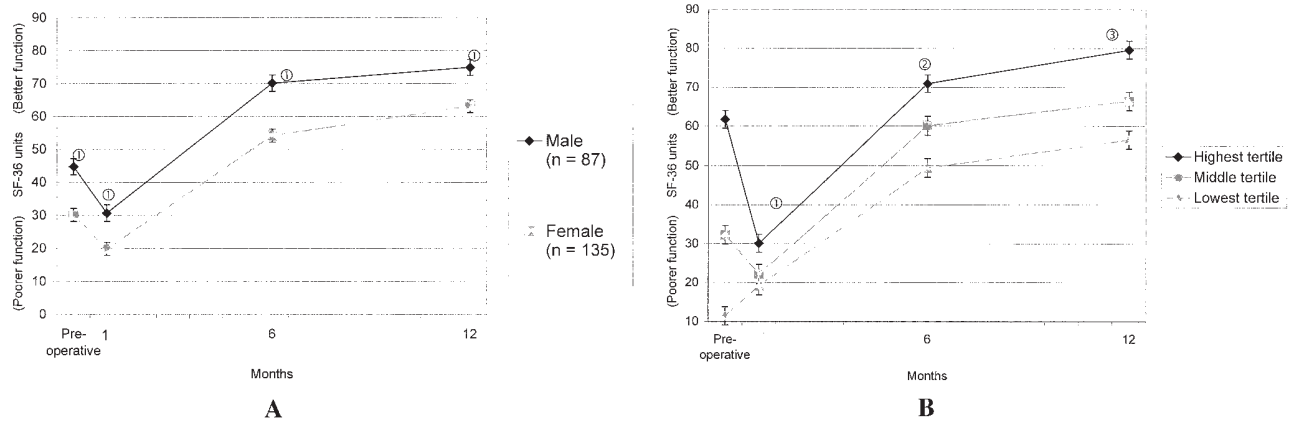 90
80
70
60
50
40
30
20
10
0
(Poorer function) SF-36 units (Better function)
①
①
①
①
Pre-
operative
1
6
12
Months
Male
(n = 87)
Female
(n = 135)
A
90
80
70
60
50
40
30
20
10
(Poorer function) SF-36 units (Better function)
①
②
③
Pre-
operative
6
12
Months
Highest tertile
Middle tertile
Lowest tertile
B